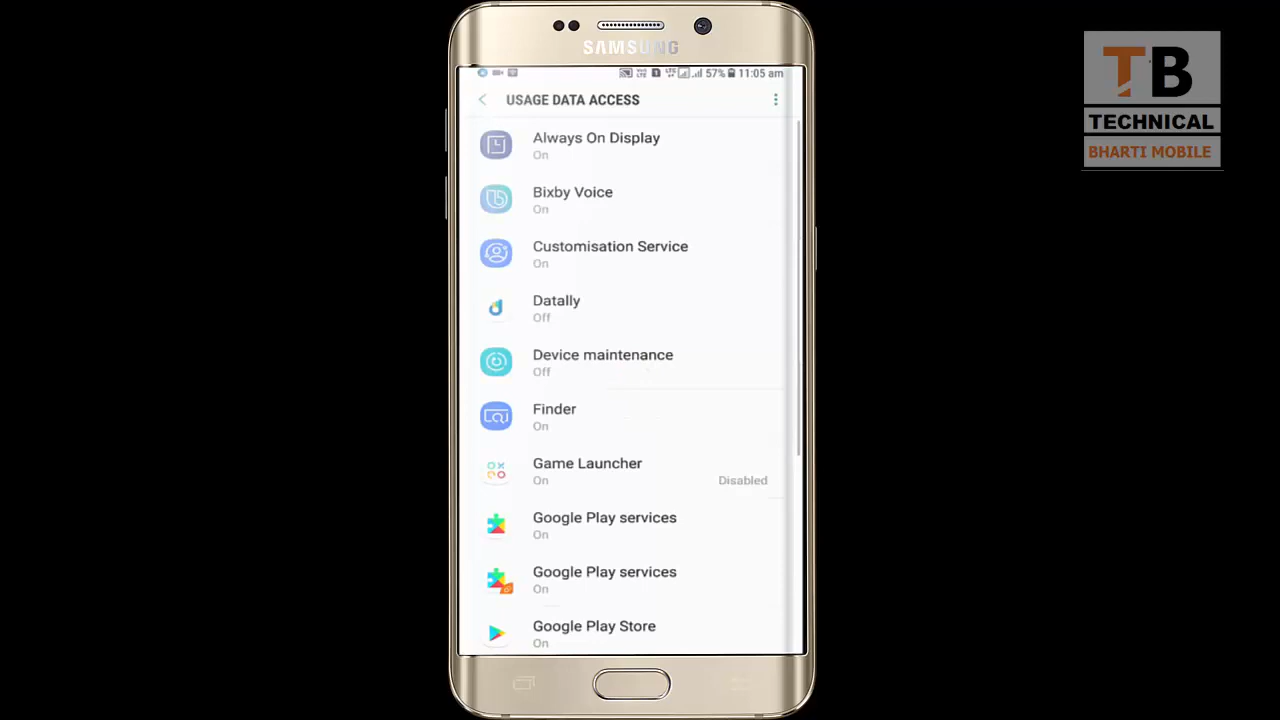 SAMSUNG
57% 11:05 am
USAGE DATA ACCESS
Always On Display
On
Bixby Voice
On
Customisation Service
On
Datally
Off
Device maintenance
Off
Finder
On
Game Launcher
On
Disabled
Google Play services
On
Google Play services
On
Google Play Store
On
TB
TECHNICAL
BHARTI MOBILE